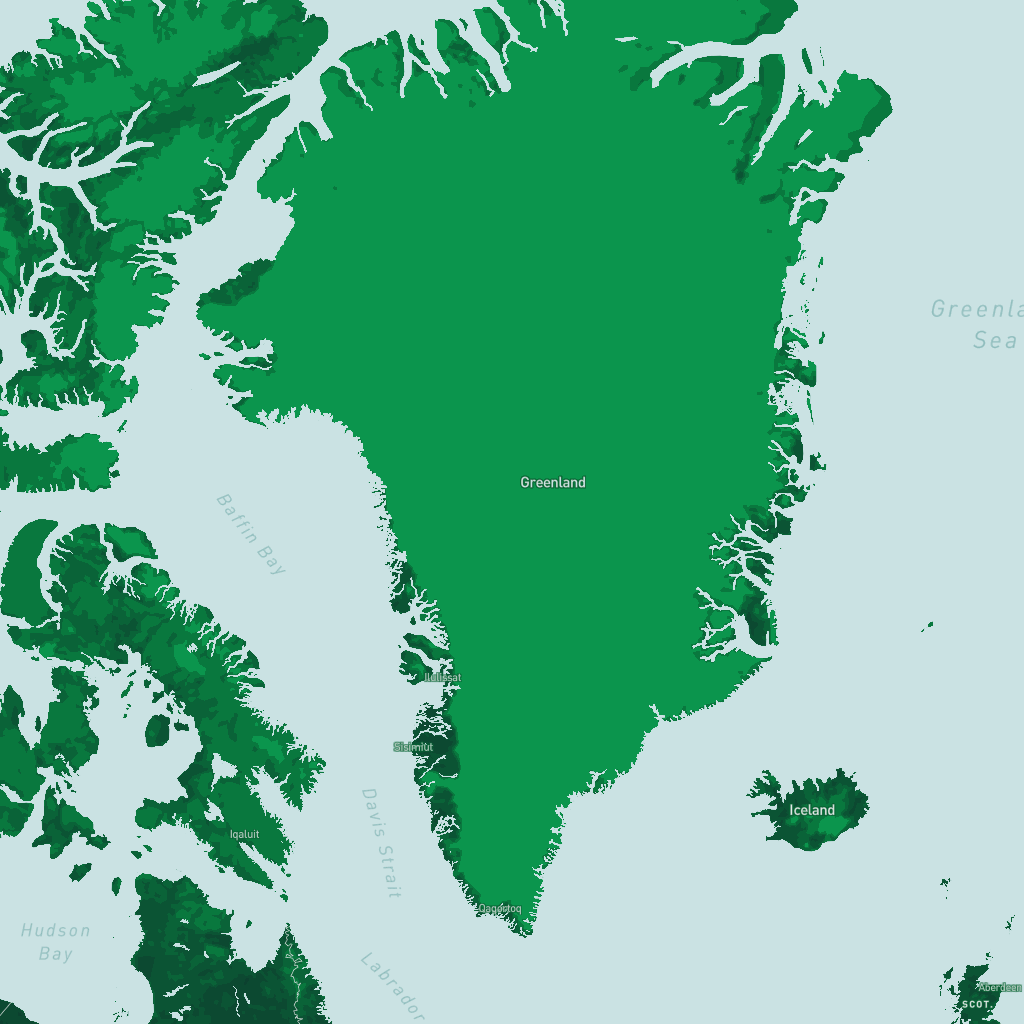 Greenla
Sea
Greenland
Baffin Bay
Ilulissat
Sisimiut
Davis Strait
Iceland
Iqaluit
Qaqortoq
Hudson
Bay
Labrador
Aberdeen
SCOT.